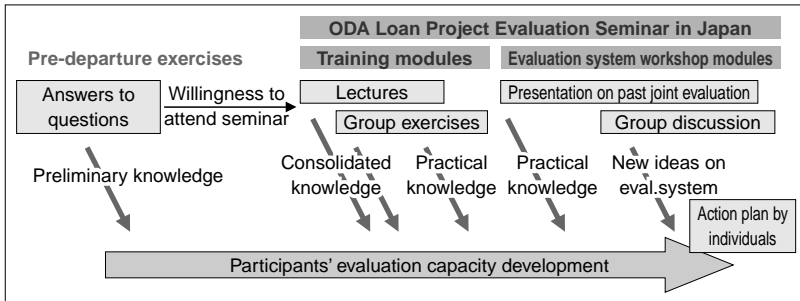 ODA Loan Project Evaluation Seminar in Japan
Pre-departure exercises
Training modules
Evaluation system workshop modules
Answers to
questions
Willingness to
attend seminar
Lectures
Group exercises
Presentation on past joint evaluation
Group discussion
Preliminary knowledge
Consolidated
knowledge
Practical
knowledge
Practical
knowledge
New ideas on
eval.system
Action plan by
individuals
Participants' evaluation capacity development